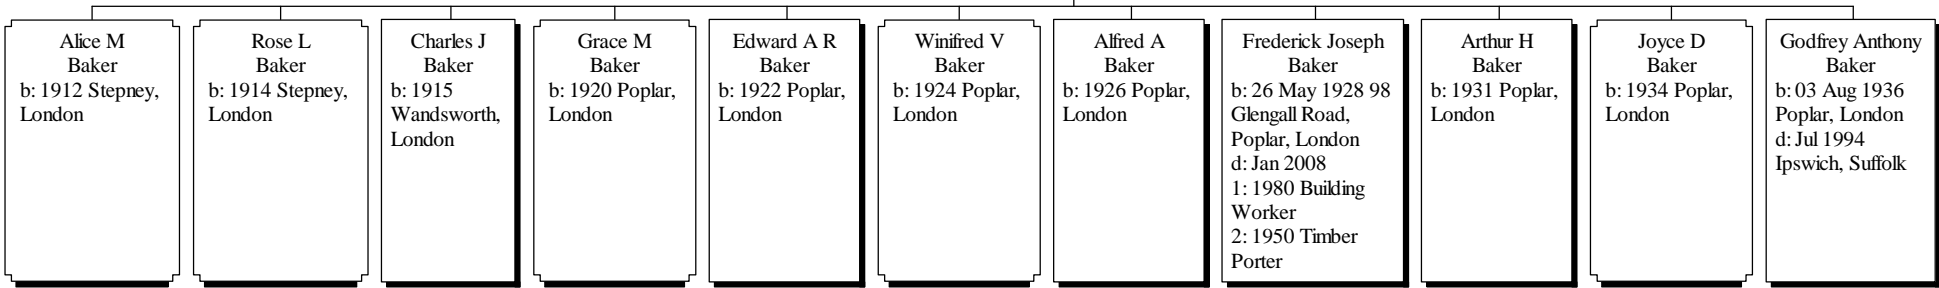 Alice M
Baker
b: 1912 Stepney,
London
Rose L
Baker
b: 1914 Stepney,
London
Charles J
Baker
b: 1915
Wandsworth,
London
Grace M
Baker
b: 1920 Poplar,
London
Edward A R
Baker
b: 1922 Poplar,
London
Winifred V
Baker
b: 1924 Poplar,
London
Alfred A
Baker
b: 1926 Poplar,
London
Frederick Joseph
Baker
b: 26 May 1928 98
Glengall Road,
Poplar, London
d: Jan 2008
1: 1980 Building
Worker
2: 1950 Timber
Porter
Arthur H
Baker
b: 1931 Poplar,
London
Joyce D
Baker
b: 1934 Poplar,
London
Godfrey Anthony
Baker
b: 03 Aug 1936
Poplar, London
d: Jul 1994
Ipswich, Suffolk